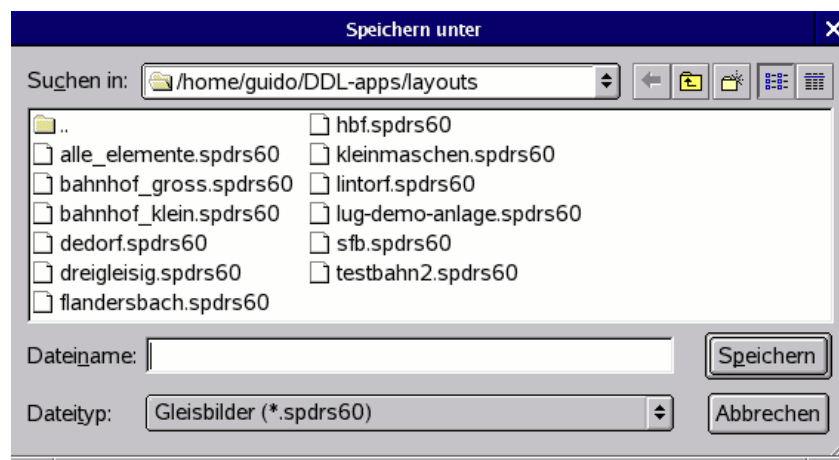 Speichern unter
Suchen in: /home/guido/DDL-apps/layouts
..
alle_elemente.spdrs60
bahnhof_gross.spdrs60
bahnhof_klein.spdrs60
dedorf.spdrs60
dreigleisig.spdrs60
flandersbach.spdrs60
hbf.spdrs60
kleinmaschen.spdrs60
lintorf.spdrs60
lug-demo-anlage.spdrs60
sfb.spdrs60
testbahn2.spdrs60
Dateiname: Speichern
Dateityp: Gleisbilder (*.spdrs60) Abbrechen